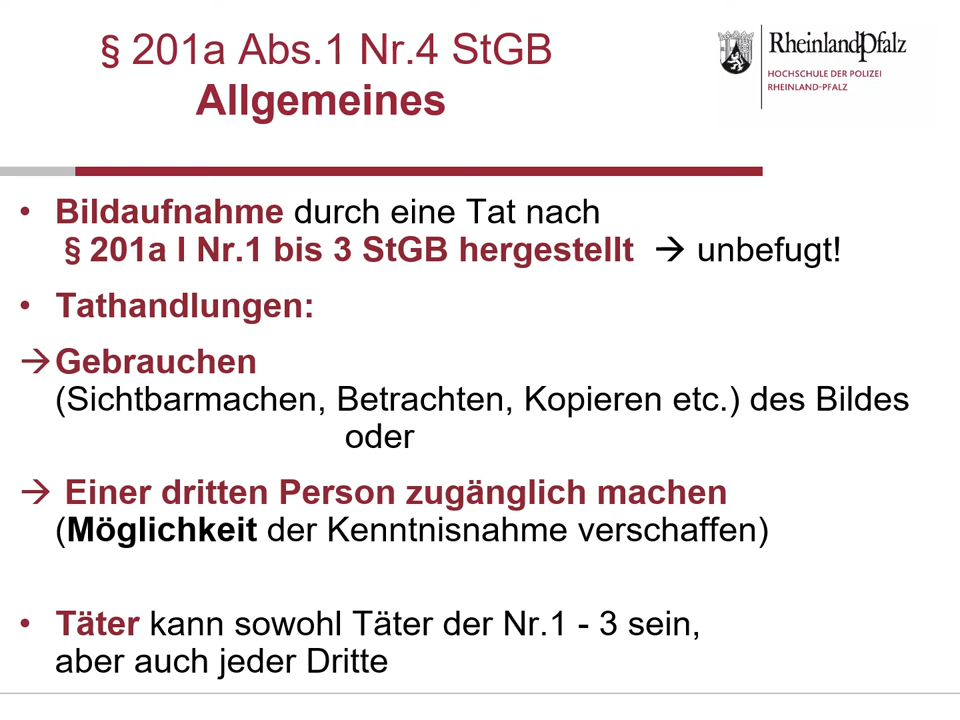 § 201a Abs.1 Nr.4 StGB
Allgemeines
RheinlandPfalz
HOCHSCHULE DER POLIZEI
RHEINLAND-PFALZ
• Bildaufnahme durch eine Tat nach
§ 201a I Nr.1 bis 3 StGB hergestellt → unbefugt!
• Tathandlungen:
→ Gebrauchen
(Sichtbarmachen, Betrachten, Kopieren etc.) des Bildes
oder
→ Einer dritten Person zugänglich machen
(Möglichkeit der Kenntnisnahme verschaffen)
• Täter kann sowohl Täter der Nr.1 - 3 sein,
aber auch jeder Dritte